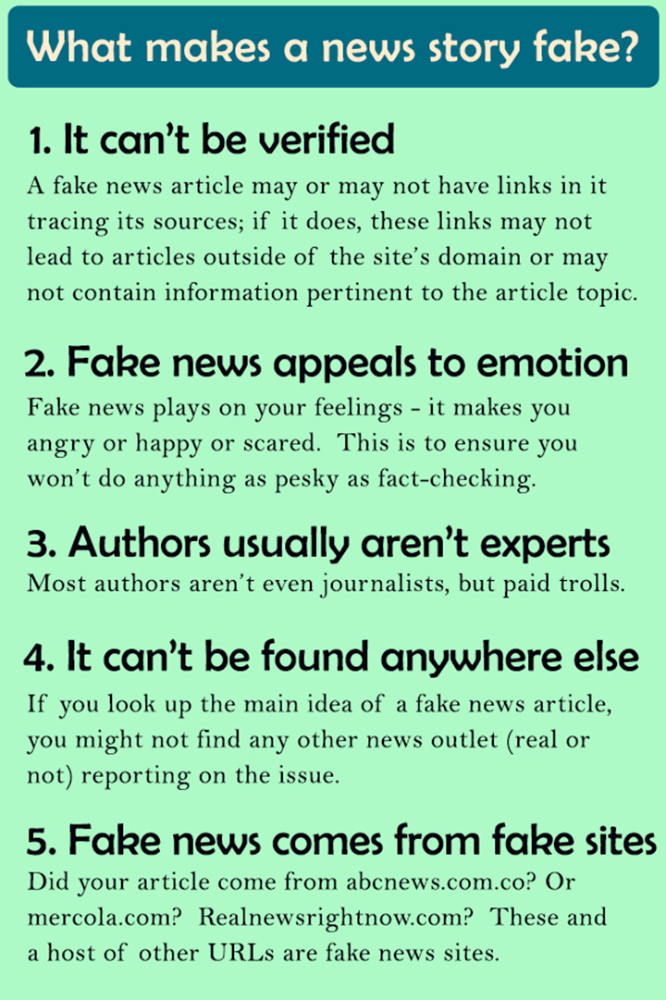 What makes a news story fake?
1. It can't be verified
A fake news article may or may not have links in it
tracing its sources; if it does, these links may not
lead to articles outside of the site's domain or may
not contain information pertinent to the article topic.
2. Fake news appeals to emotion
Fake news plays on your feelings - it makes you
angry or happy or scared. This is to ensure you
won't do anything as pesky as fact-checking.
3. Authors usually aren't experts
Most authors aren't even journalists, but paid trolls.
4. It can't be found anywhere else
If you look up the main idea of a fake news article,
you might not find any other news outlet (real or
not) reporting on the issue.
5. Fake news comes from fake sites
Did your article come from abcnews.com.co? Or
mercola.com? Realnewsrightnow.com? These and
a host of other URLs are fake news sites.